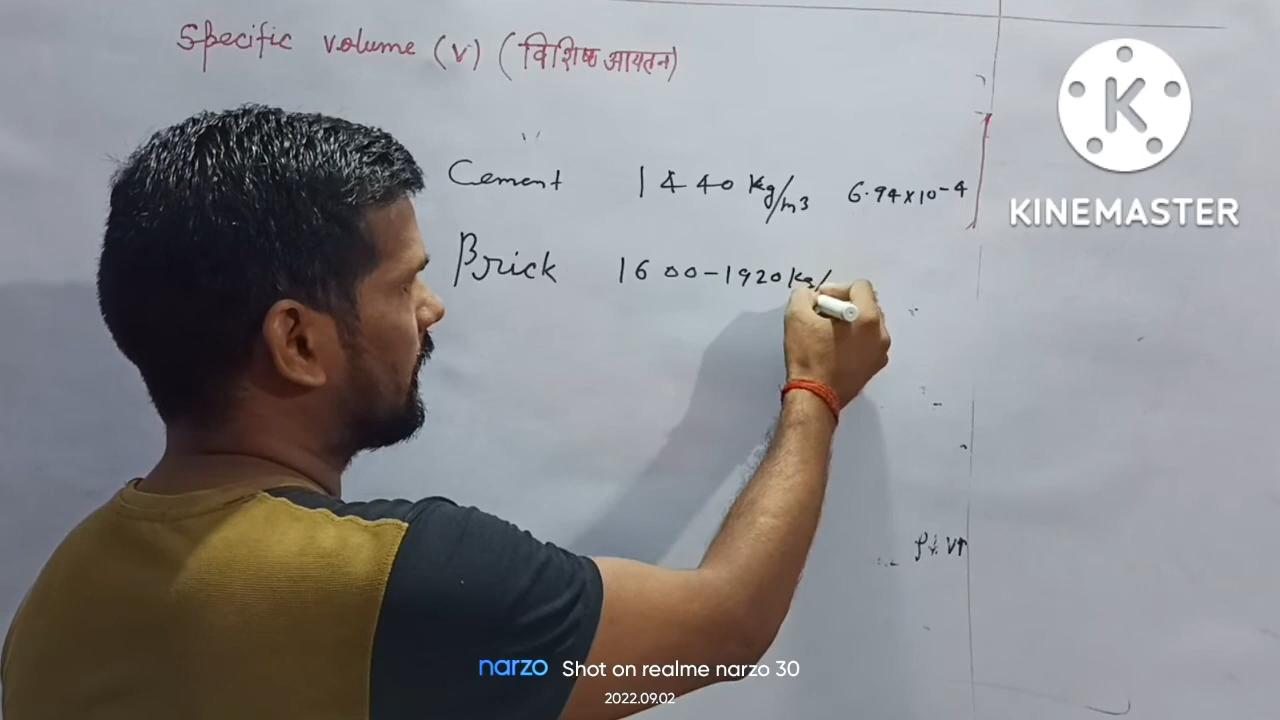 Specific volume (v) (विशिष्ट आयतन)
Cement 1440 kg/m3 6.94x10-4
Brick 1600-1920 kg/
ρ↓ v↑
KINEMASTER
narzo Shot on realme narzo 30
2022.09.02